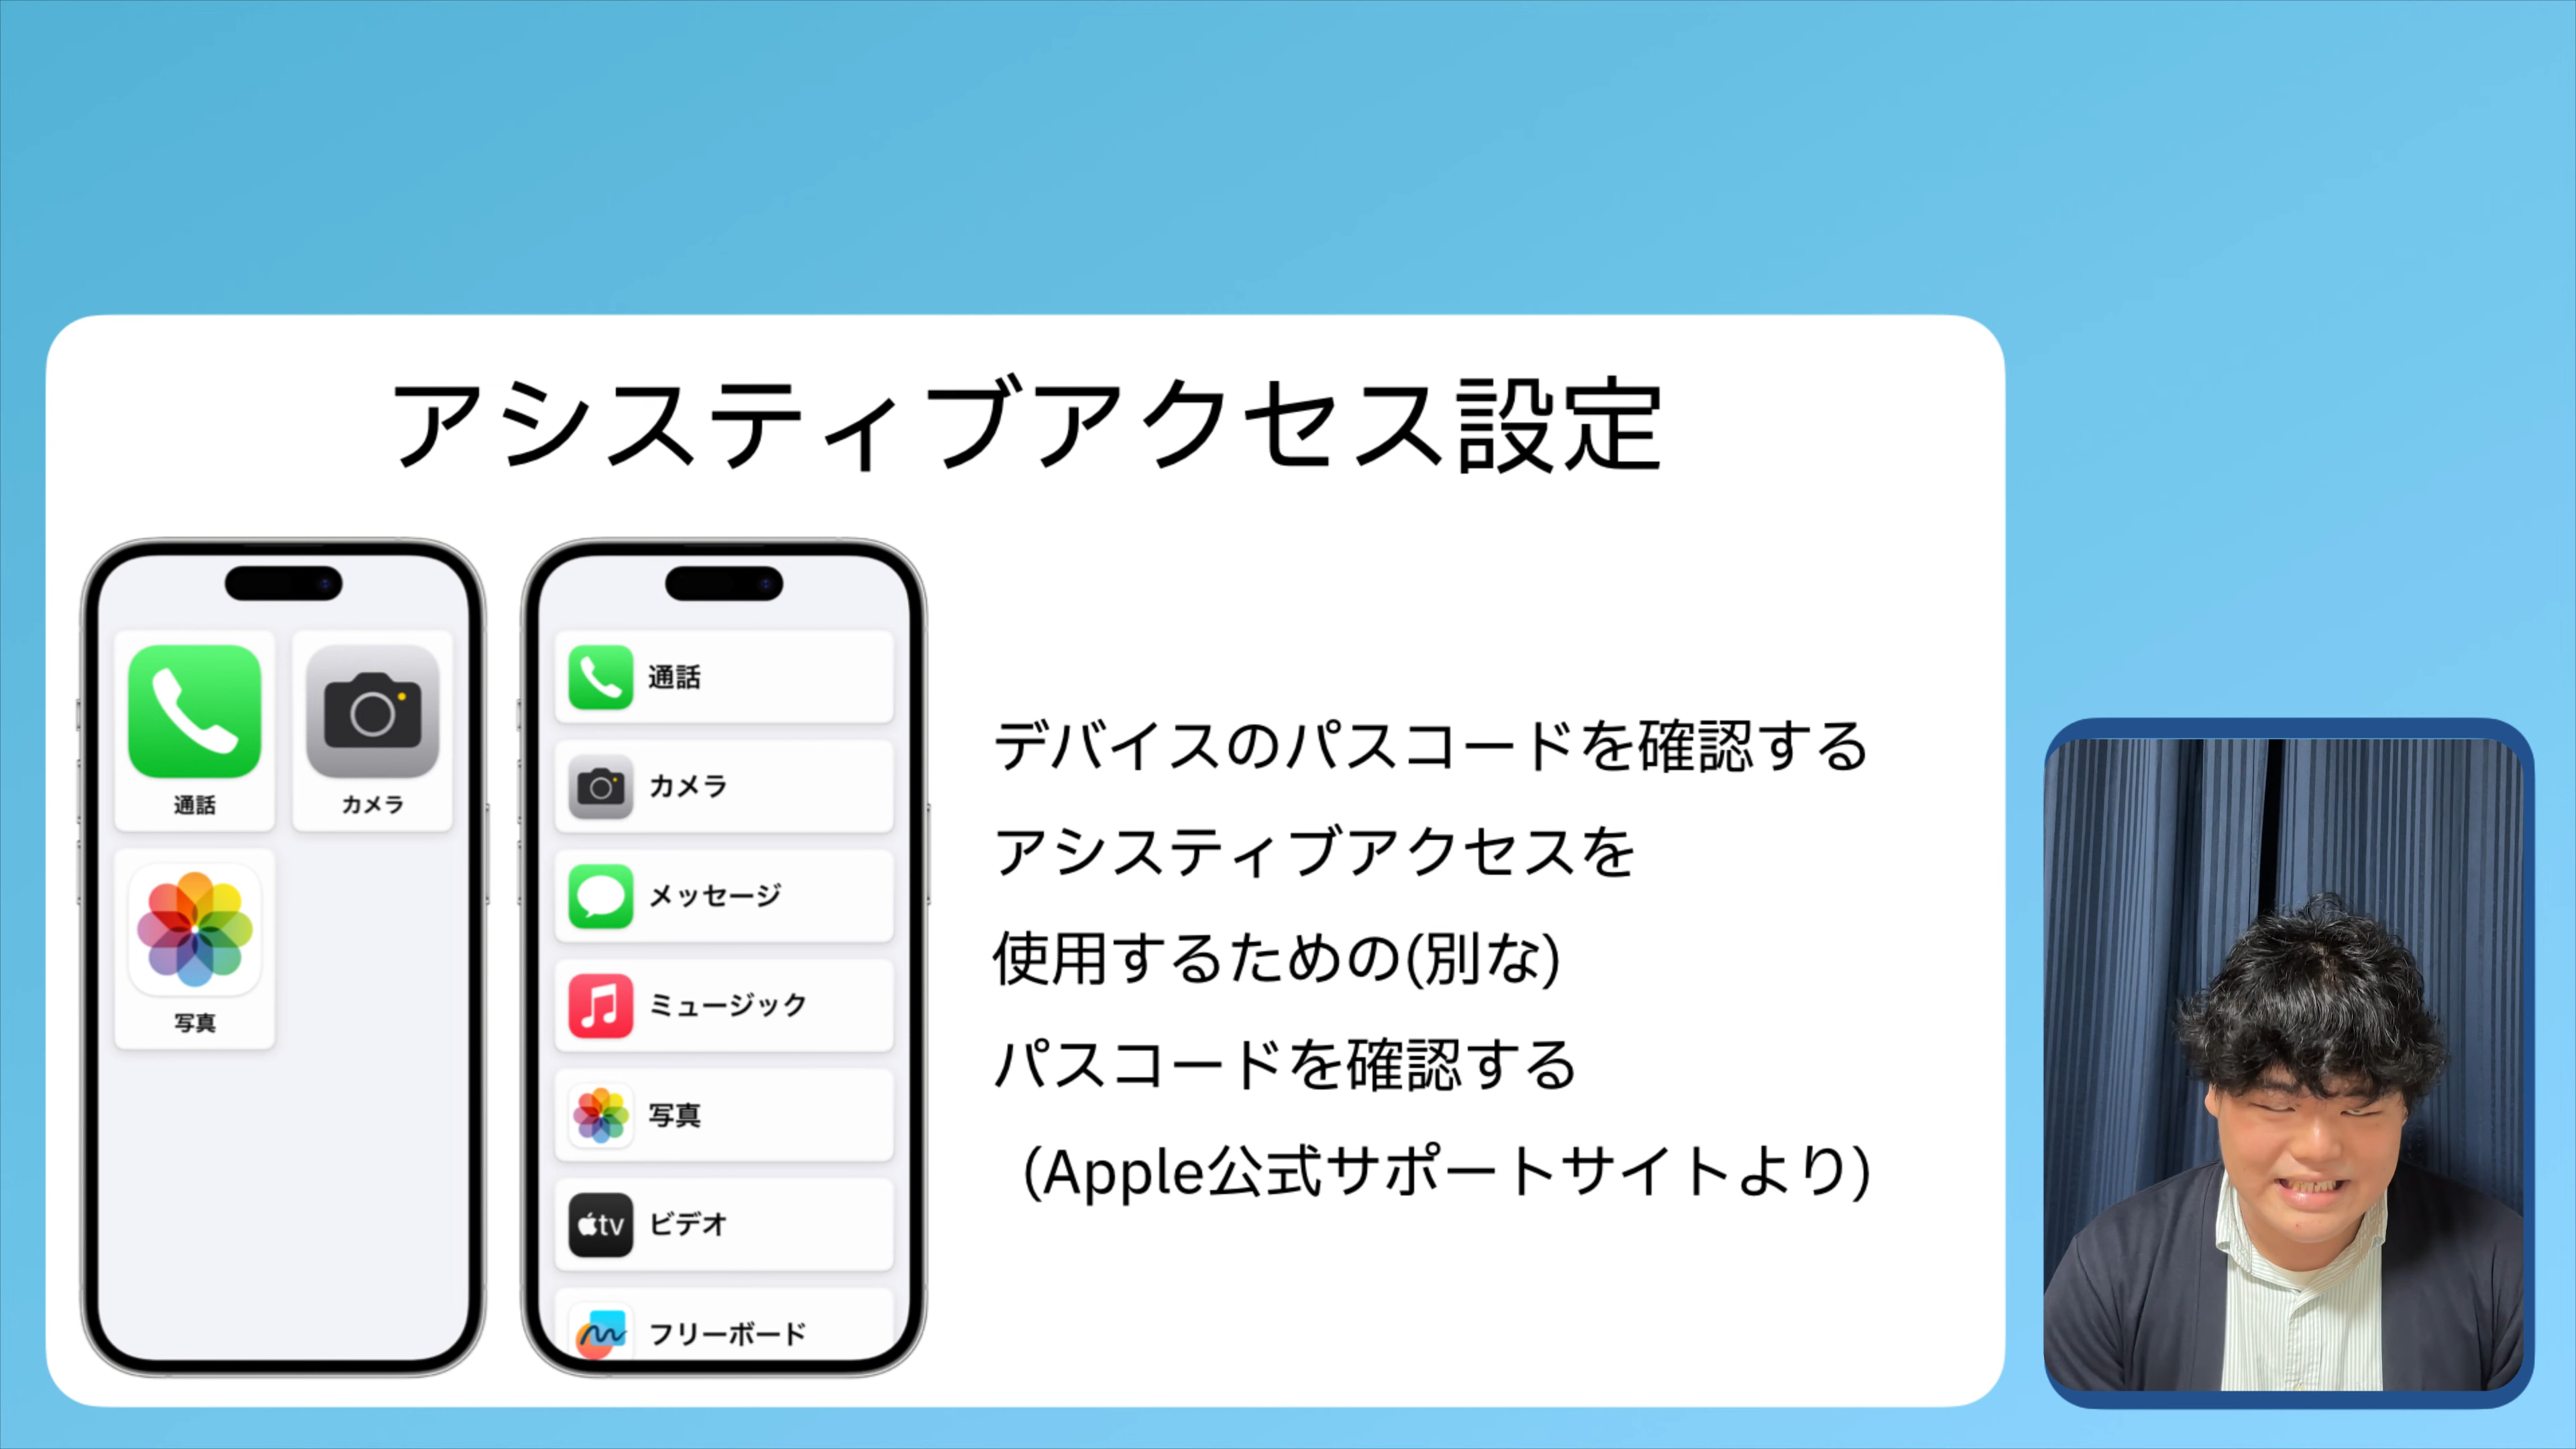 アシスティブアクセス設定
通話
カメラ
写真
通話
カメラ
メッセージ
ミュージック
写真
tv
ビデオ
フリーボード
デバイスのパスコードを確認する
アシスティブアクセスを
使用するための(別な)
パスコードを確認する
(Apple公式サポートサイトより)